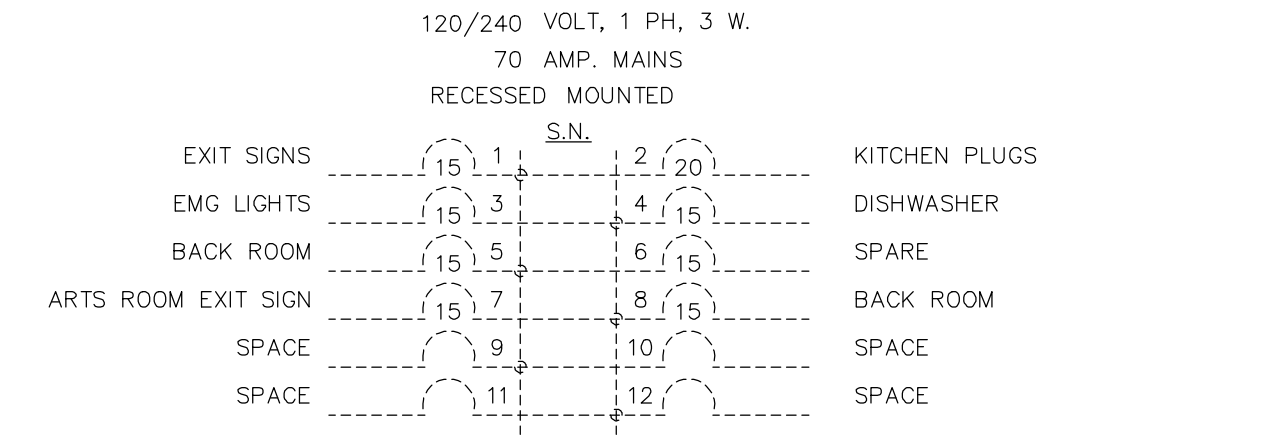 120/240 VOLT, 1 PH, 3 W.
70 AMP. MAINS
RECESSED MOUNTED
S.N.
EXIT SIGNS 15 1 2 20 KITCHEN PLUGS
EMG LIGHTS 15 3 4 15 DISHWASHER
BACK ROOM 15 5 6 15 SPARE
ARTS ROOM EXIT SIGN 15 7 8 15 BACK ROOM
SPACE 9 10 SPACE
SPACE 11 12 SPACE